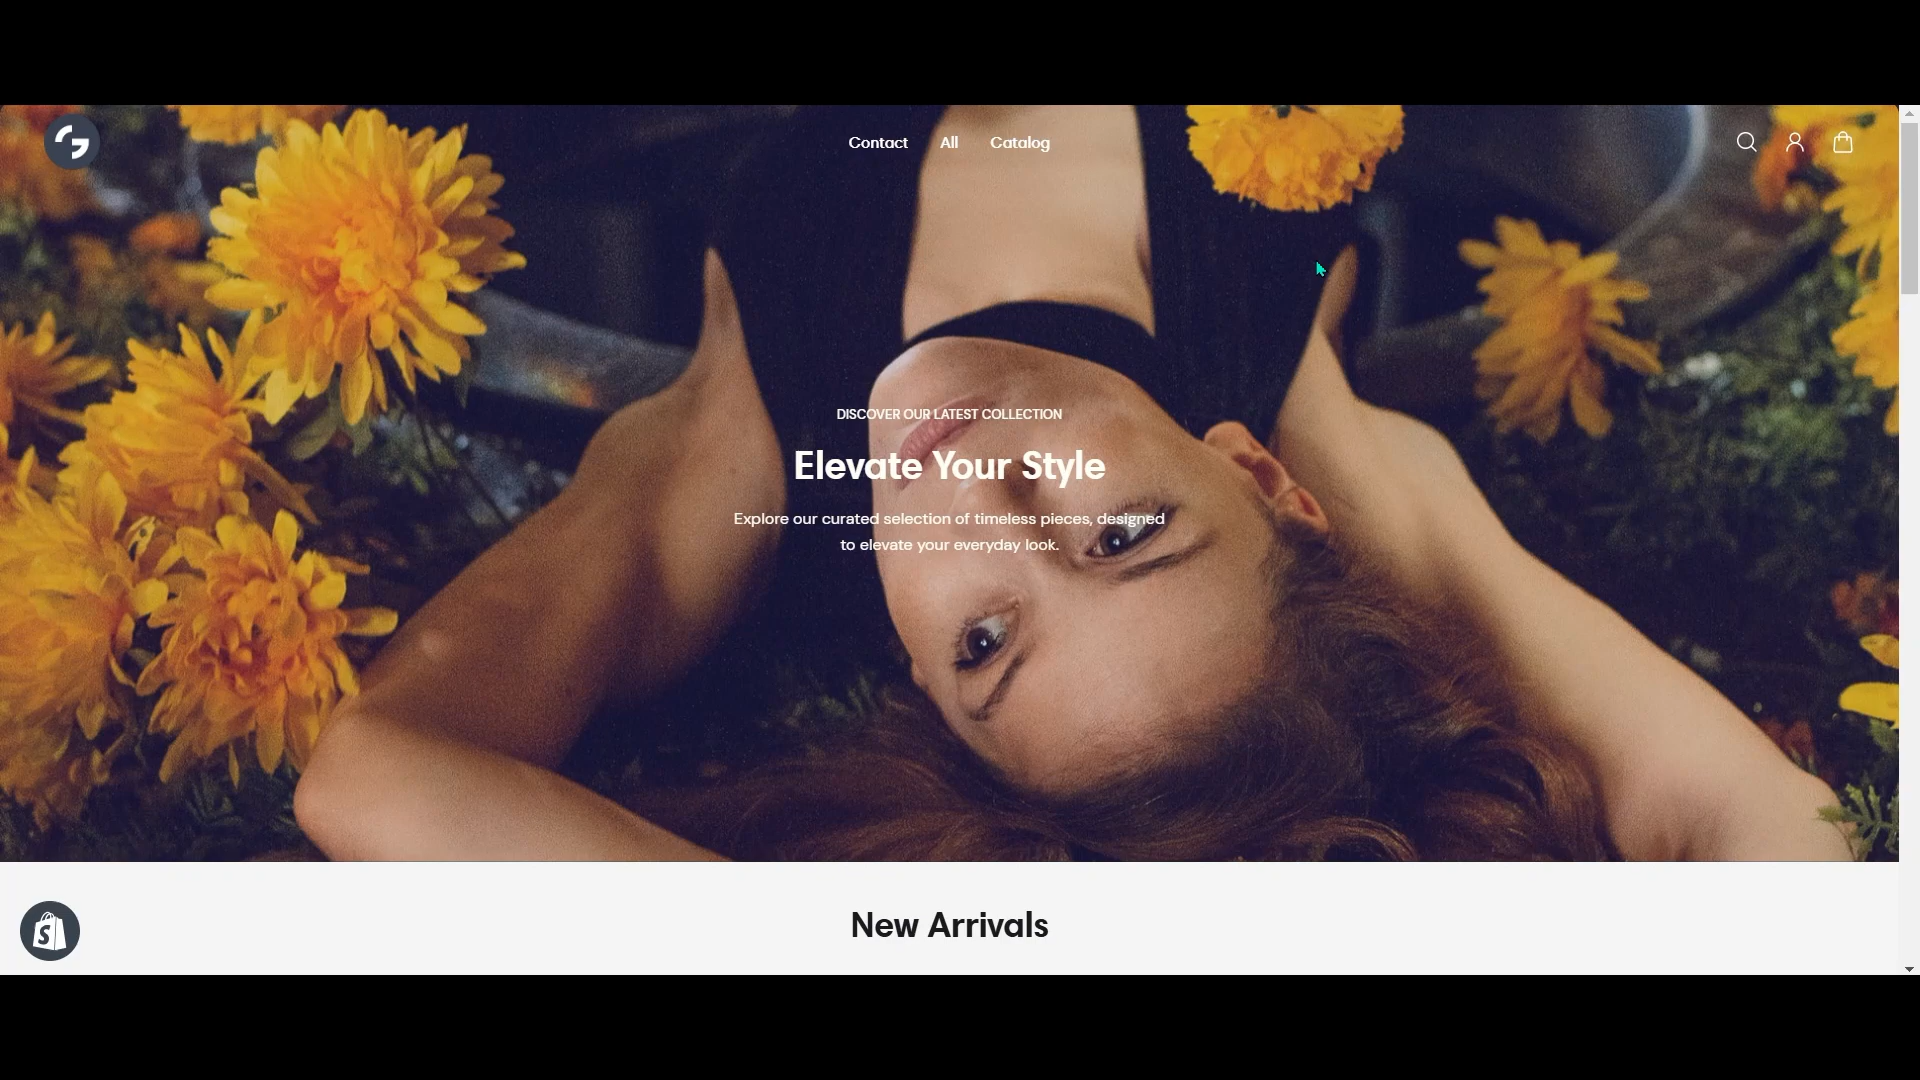 Contact
All
Catalog
DISCOVER OUR LATEST COLLECTION
Elevate Your Style
Explore our curated selection of timeless pieces, designed
to elevate your everyday look.
S
New Arrivals